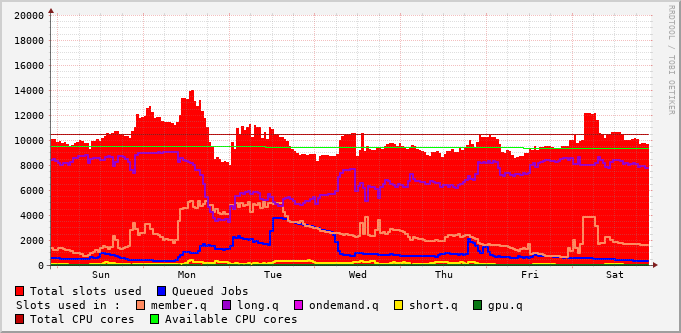 20000
18000
16000
14000
12000
10000
8000
6000
4000
2000
0
Sun Mon Tue Wed Thu Fri Sat
RRDTOOL / TOBI OETIKER
Total slots used Queued Jobs
Slots used in : member.q long.q ondemand.q short.q gpu.q
Total CPU cores Available CPU cores